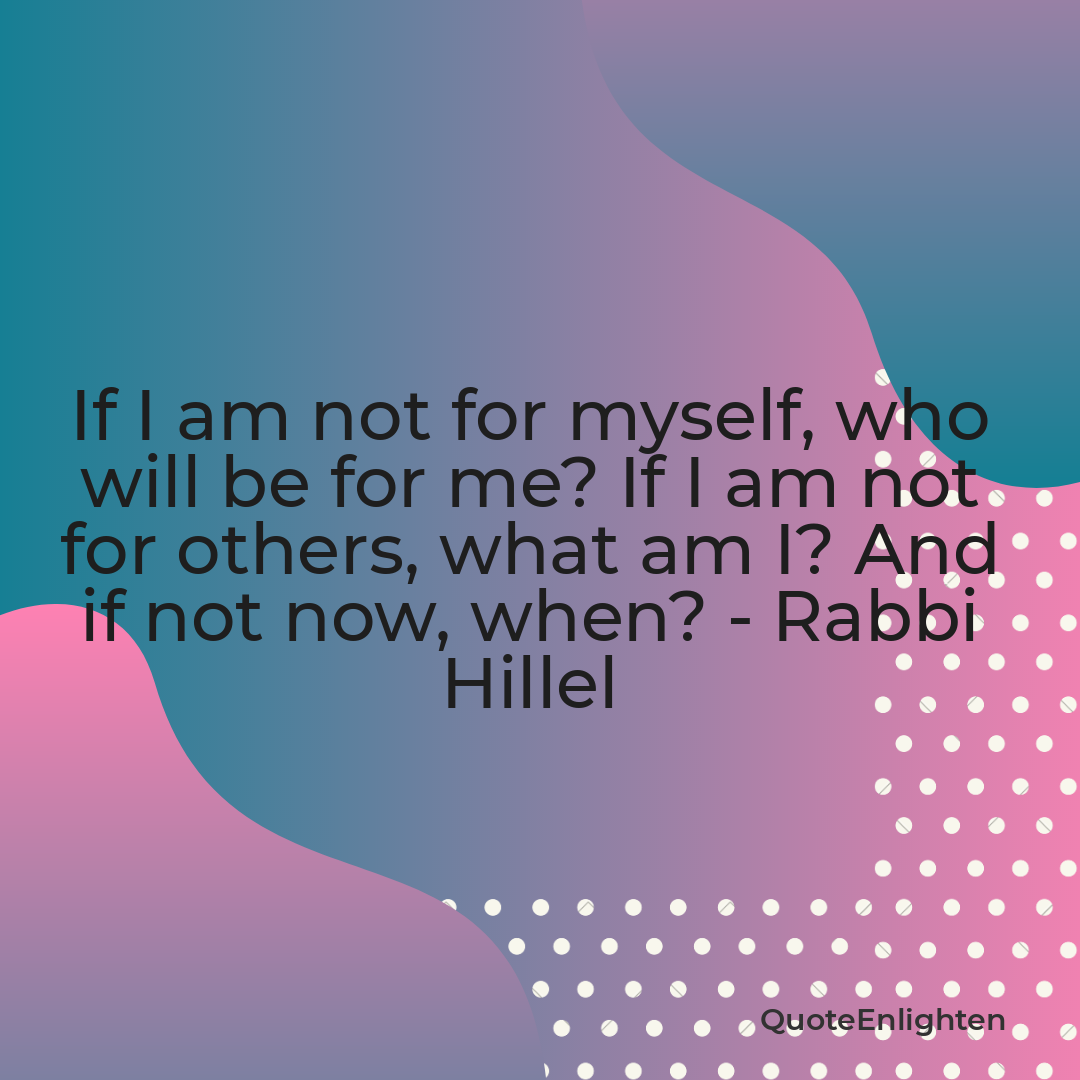 If I am not for myself, who
will be for me? If I am not
for others, what am I? And
if not now, when? - Rabbi
Hillel
QuoteEnlighten